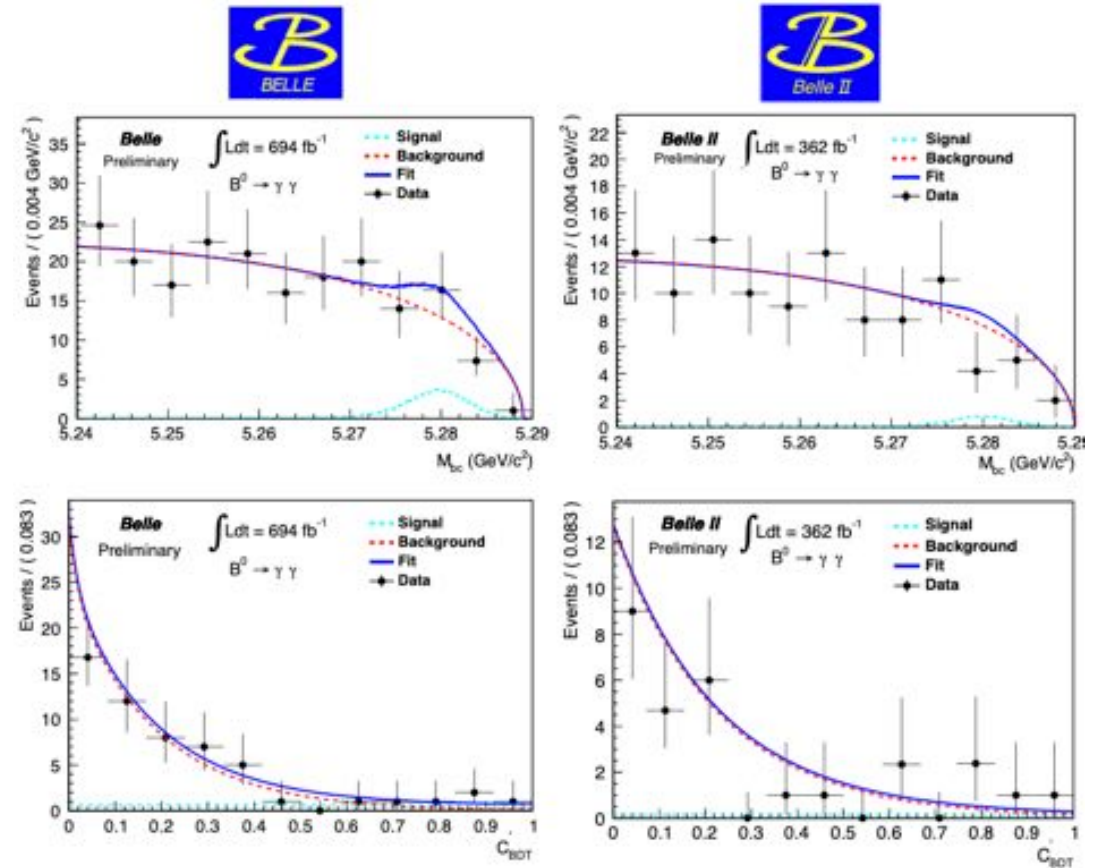 BELLE
Belle II
Belle
Preliminary
∫Ldt = 694 fb⁻¹
B⁰ → γ γ
Signal
Background
Fit
Data
Events / ( 0.004 GeV/c² )
35
30
25
20
15
10
5
0
5.24 5.25 5.26 5.27 5.28 5.29
M_bc (GeV/c²)
Belle II
Preliminary
∫Ldt = 362 fb⁻¹
B⁰ → γ γ
Signal
Background
Fit
Data
Events / ( 0.004 GeV/c² )
22
20
18
16
14
12
10
8
6
4
2
0
5.24 5.25 5.26 5.27 5.28 5.29
M_bc (GeV/c²)
Belle
Preliminary
∫Ldt = 694 fb⁻¹
B⁰ → γ γ
Signal
Background
Fit
Data
Events / ( 0.083 )
30
25
20
15
10
5
0
0 0.1 0.2 0.3 0.4 0.5 0.6 0.7 0.8 0.9 1
C'_BDT
Belle II
Preliminary
∫Ldt = 362 fb⁻¹
B⁰ → γ γ
Signal
Background
Fit
Data
Events / ( 0.083 )
12
10
8
6
4
2
0
0 0.1 0.2 0.3 0.4 0.5 0.6 0.7 0.8 0.9 1
C'_BDT